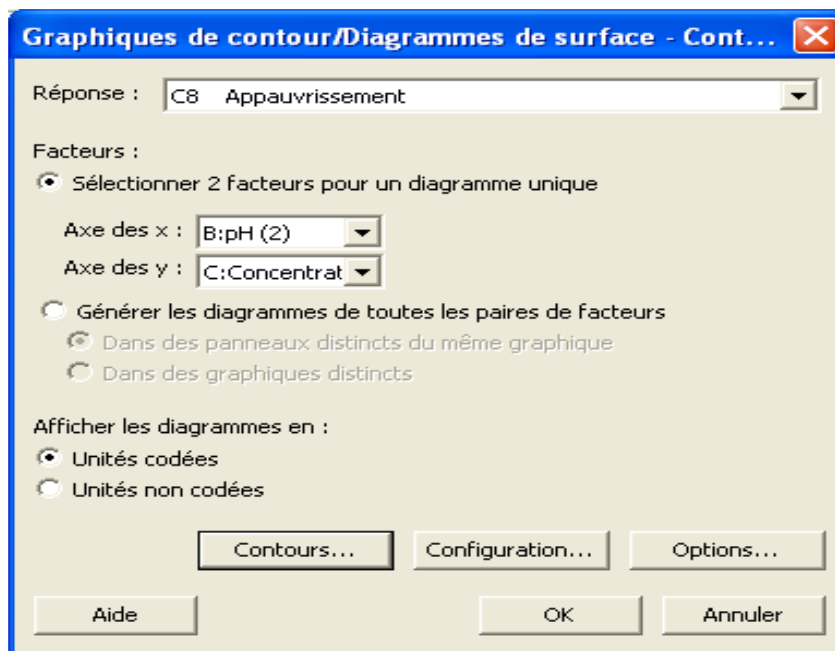 Graphiques de contour/Diagrammes de surface - Cont...
Réponse : C8 Appauvrissement
Facteurs :
Sélectionner 2 facteurs pour un diagramme unique
Axe des x : B:pH (2)
Axe des y : C:Concentrat
Générer les diagrammes de toutes les paires de facteurs
Dans des panneaux distincts du même graphique
Dans des graphiques distincts
Afficher les diagrammes en :
Unités codées
Unités non codées
Contours... Configuration... Options...
Aide OK Annuler